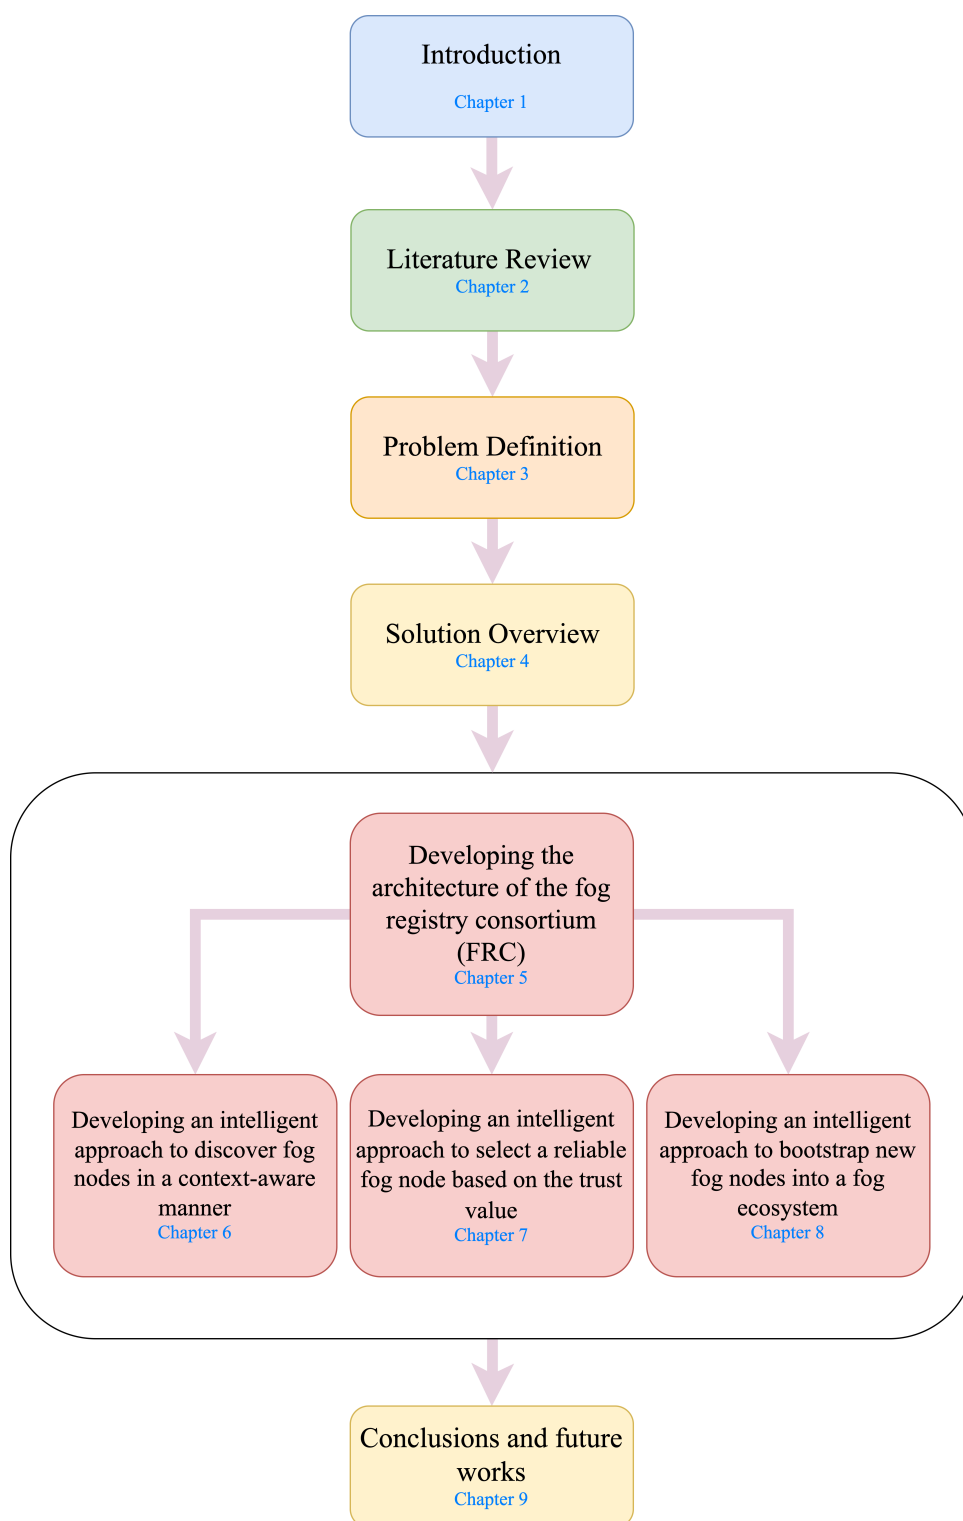 Introduction
Chapter 1
Literature Review
Chapter 2
Problem Definition
Chapter 3
Solution Overview
Chapter 4
Developing the
architecture of the fog
registry consortium
(FRC)
Chapter 5
Developing an intelligent
approach to discover fog
nodes in a context-aware
manner
Chapter 6
Developing an intelligent
approach to select a reliable
fog node based on the trust
value
Chapter 7
Developing an intelligent
approach to bootstrap new
fog nodes into a fog
ecosystem
Chapter 8
Conclusions and future
works
Chapter 9